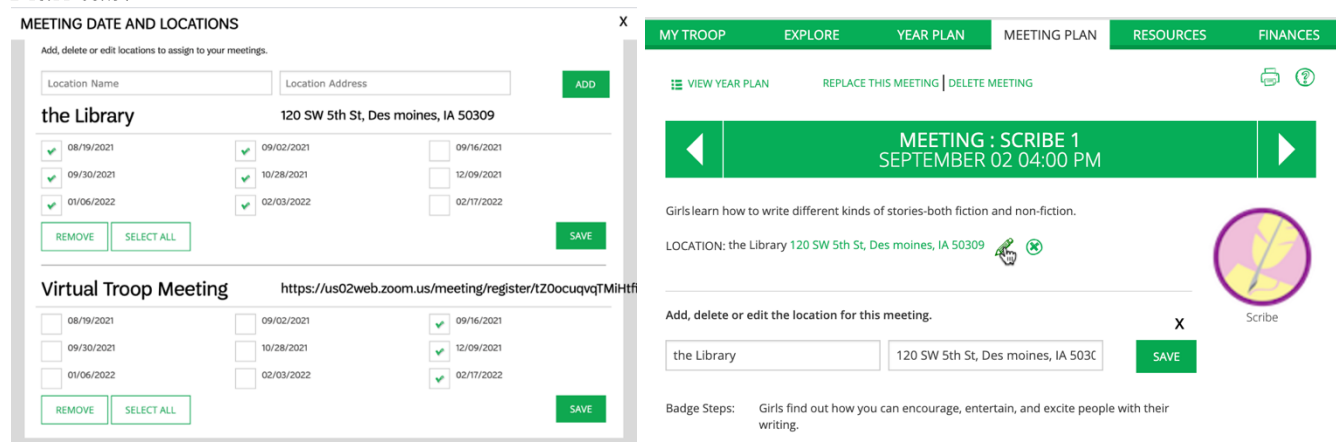 MEETING DATE AND LOCATIONS X
Add, delete or edit locations to assign to your meetings.
Location Name Location Address ADD
the Library 120 SW 5th St, Des moines, IA 50309
08/19/2021 09/02/2021 09/16/2021
09/30/2021 10/28/2021 12/09/2021
01/06/2022 02/03/2022 02/17/2022
REMOVE SELECT ALL SAVE
Virtual Troop Meeting https://us02web.zoom.us/meeting/register/tZ0ocuqvqTMiHtfi
08/19/2021 09/02/2021 09/16/2021
09/30/2021 10/28/2021 12/09/2021
01/06/2022 02/03/2022 02/17/2022
REMOVE SELECT ALL SAVE
MY TROOP EXPLORE YEAR PLAN MEETING PLAN RESOURCES FINANCES
VIEW YEAR PLAN REPLACE THIS MEETING | DELETE MEETING
MEETING : SCRIBE 1
SEPTEMBER 02 04:00 PM
Girls learn how to write different kinds of stories-both fiction and non-fiction.
LOCATION: the Library 120 SW 5th St, Des moines, IA 50309
Scribe
Add, delete or edit the location for this meeting. X
the Library 120 SW 5th St, Des moines, IA 5030 SAVE
Badge Steps: Girls find out how you can encourage, entertain, and excite people with their
writing.